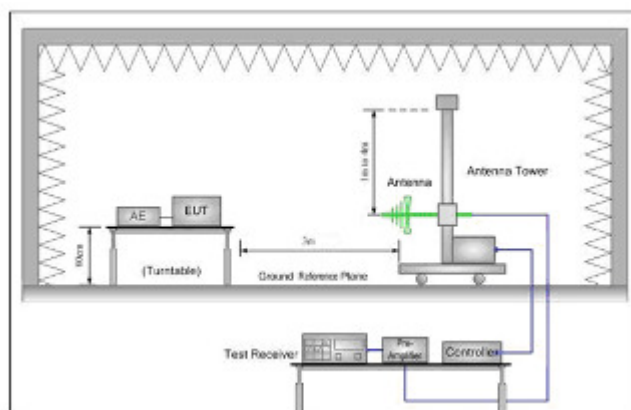 1m to 4m
Antenna
Antenna Tower
AE
EUT
80cm
3m
(Turntable)
Ground Reference Plane
Test Receiver
Pre-
Amplifier
Controller